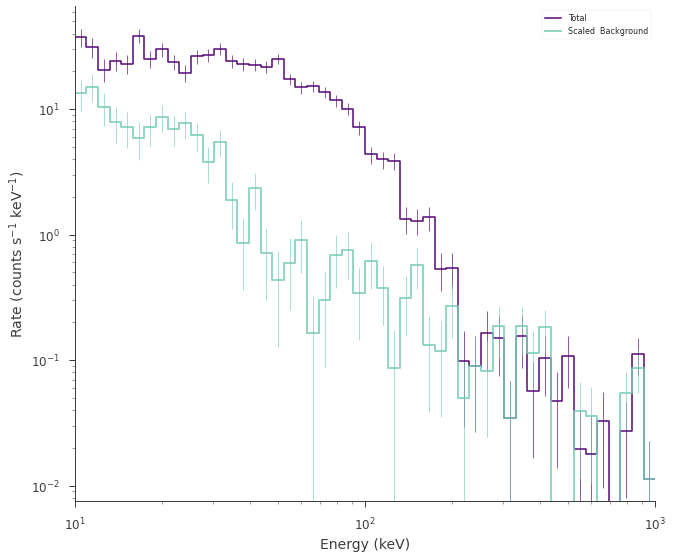 Total
Scaled  Background
Rate (counts s⁻¹ keV⁻¹)
10¹
10⁰
10⁻¹
10⁻²
10¹ 10² 10³
Energy (keV)